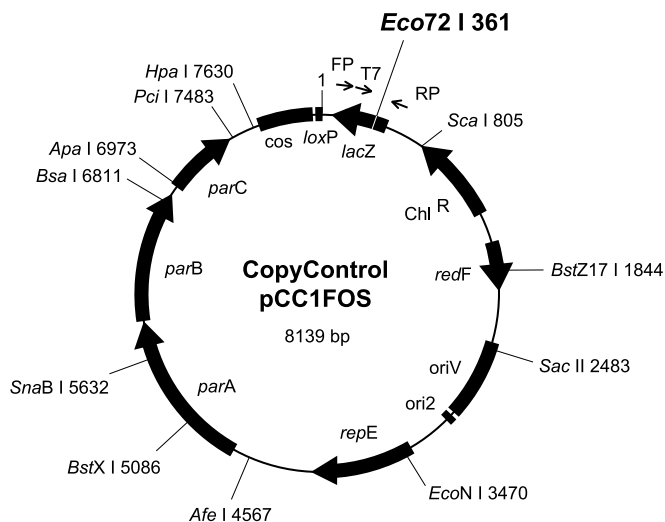 Eco72 I 361
FP
T7
RP
1
Hpa I 7630
Pci I 7483
Sca I 805
cos
loxP
lacZ
Apa I 6973
Bsa I 6811
parC
Chl R
parB
CopyControl
pCC1FOS
8139 bp
redF
BstZ17 I 1844
SnaB I 5632
parA
oriV
Sac II 2483
ori2
repE
BstX I 5086
Afe I 4567
EcoN I 3470